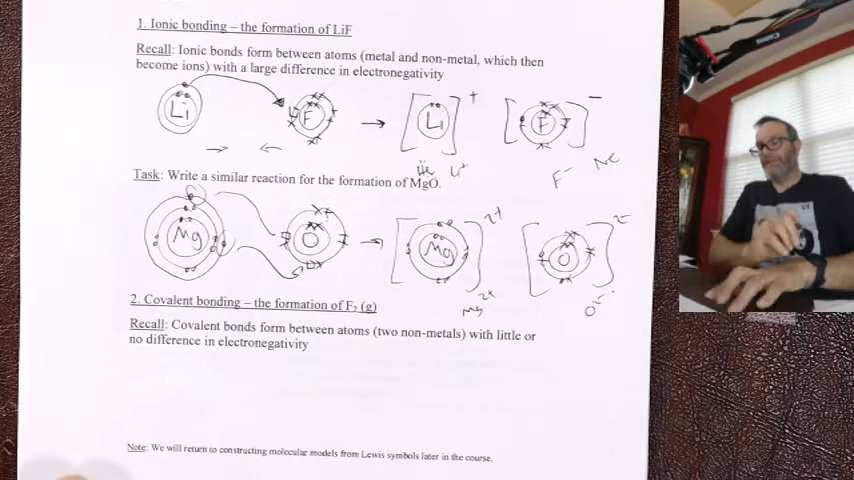 1. Ionic bonding – the formation of LiF
Recall: Ionic bonds form between atoms (metal and non-metal, which then
become ions) with a large difference in electronegativity
Li F → [Li]+ [F]−
He Li+ F− Ne
Task: Write a similar reaction for the formation of MgO.
Mg O → [Mg]2+ [O]2−
Mg2+ O2−
2. Covalent bonding – the formation of F₂ (g)
Recall: Covalent bonds form between atoms (two non-metals) with little or
no difference in electronegativity
Note: We will return to constructing molecular models from Lewis symbols later in the course.
Canon